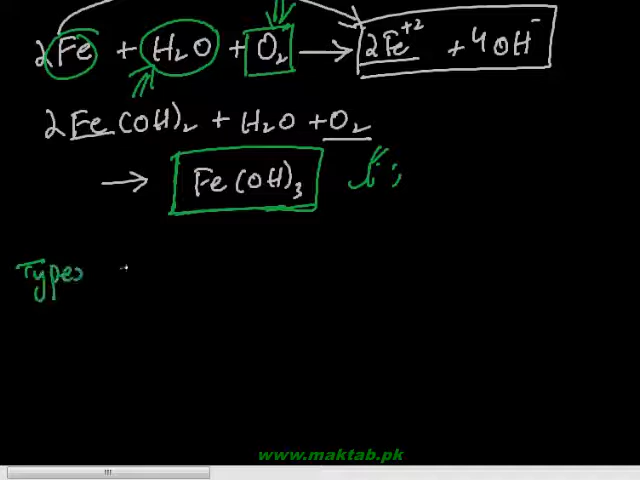 2Fe + H₂O + O₂ → 2Fe⁺² + 4OH⁻
2Fe(OH)₂ + H₂O + O₂
→ Fe(OH)₃
Types
www.maktab.pk